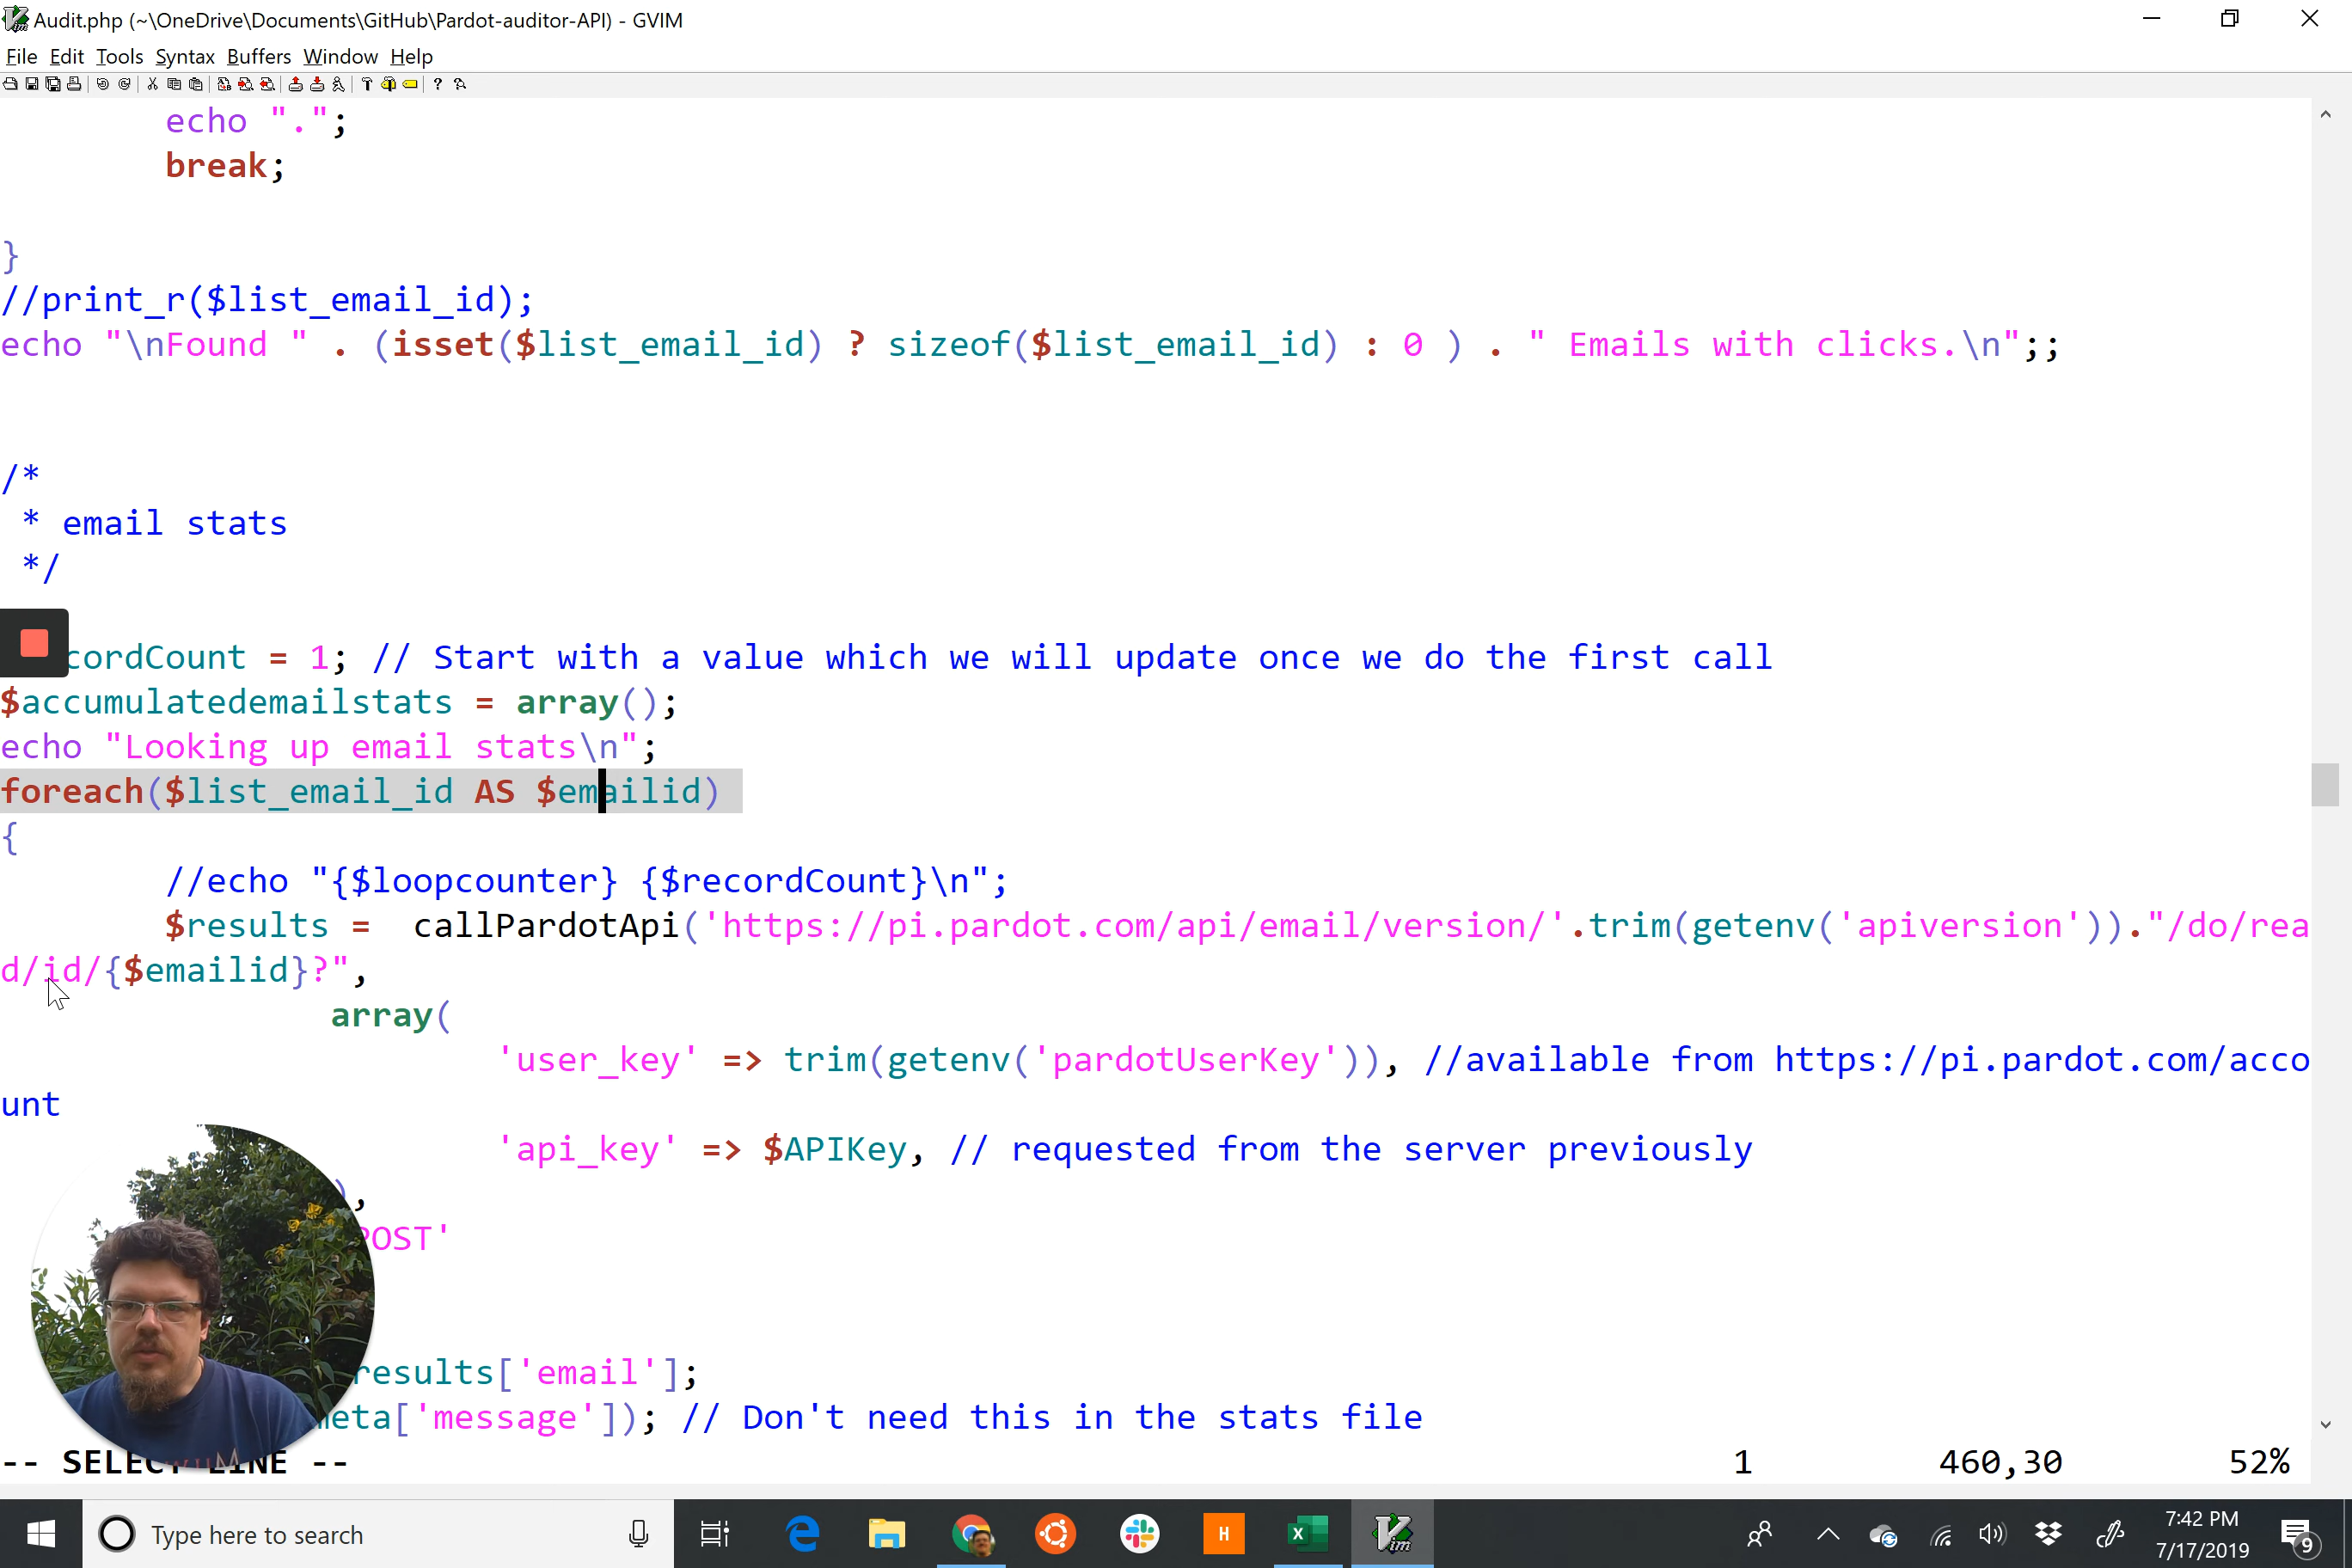 Audit.php (~\OneDrive\Documents\GitHub\Pardot-auditor-API) - GVIM
File Edit Tools Syntax Buffers Window Help
echo ".";
break;
}
//print_r($list_email_id);
echo "\nFound " . (isset($list_email_id) ? sizeof($list_email_id) : 0 ) . " Emails with clicks.\n";;
/*
* email stats
*/
cordCount = 1; // Start with a value which we will update once we do the first call
$accumulatedemailstats = array();
echo "Looking up email stats\n";
foreach($list_email_id AS $emailid)
{
//echo "{$loopcounter} {$recordCount}\n";
$results = callPardotApi('https://pi.pardot.com/api/email/version/'.trim(getenv('apiversion'))."/do/rea
d/id/{$emailid}?",
array(
'user_key' => trim(getenv('pardotUserKey')), //available from https://pi.pardot.com/acco
unt
'api_key' => $APIKey, // requested from the server previously
),
POST'
results['email'];
meta['message']); // Don't need this in the stats file
-- SELECT LINE -- 1 460,30 52%
Type here to search
H
7:42 PM
7/17/2019
9